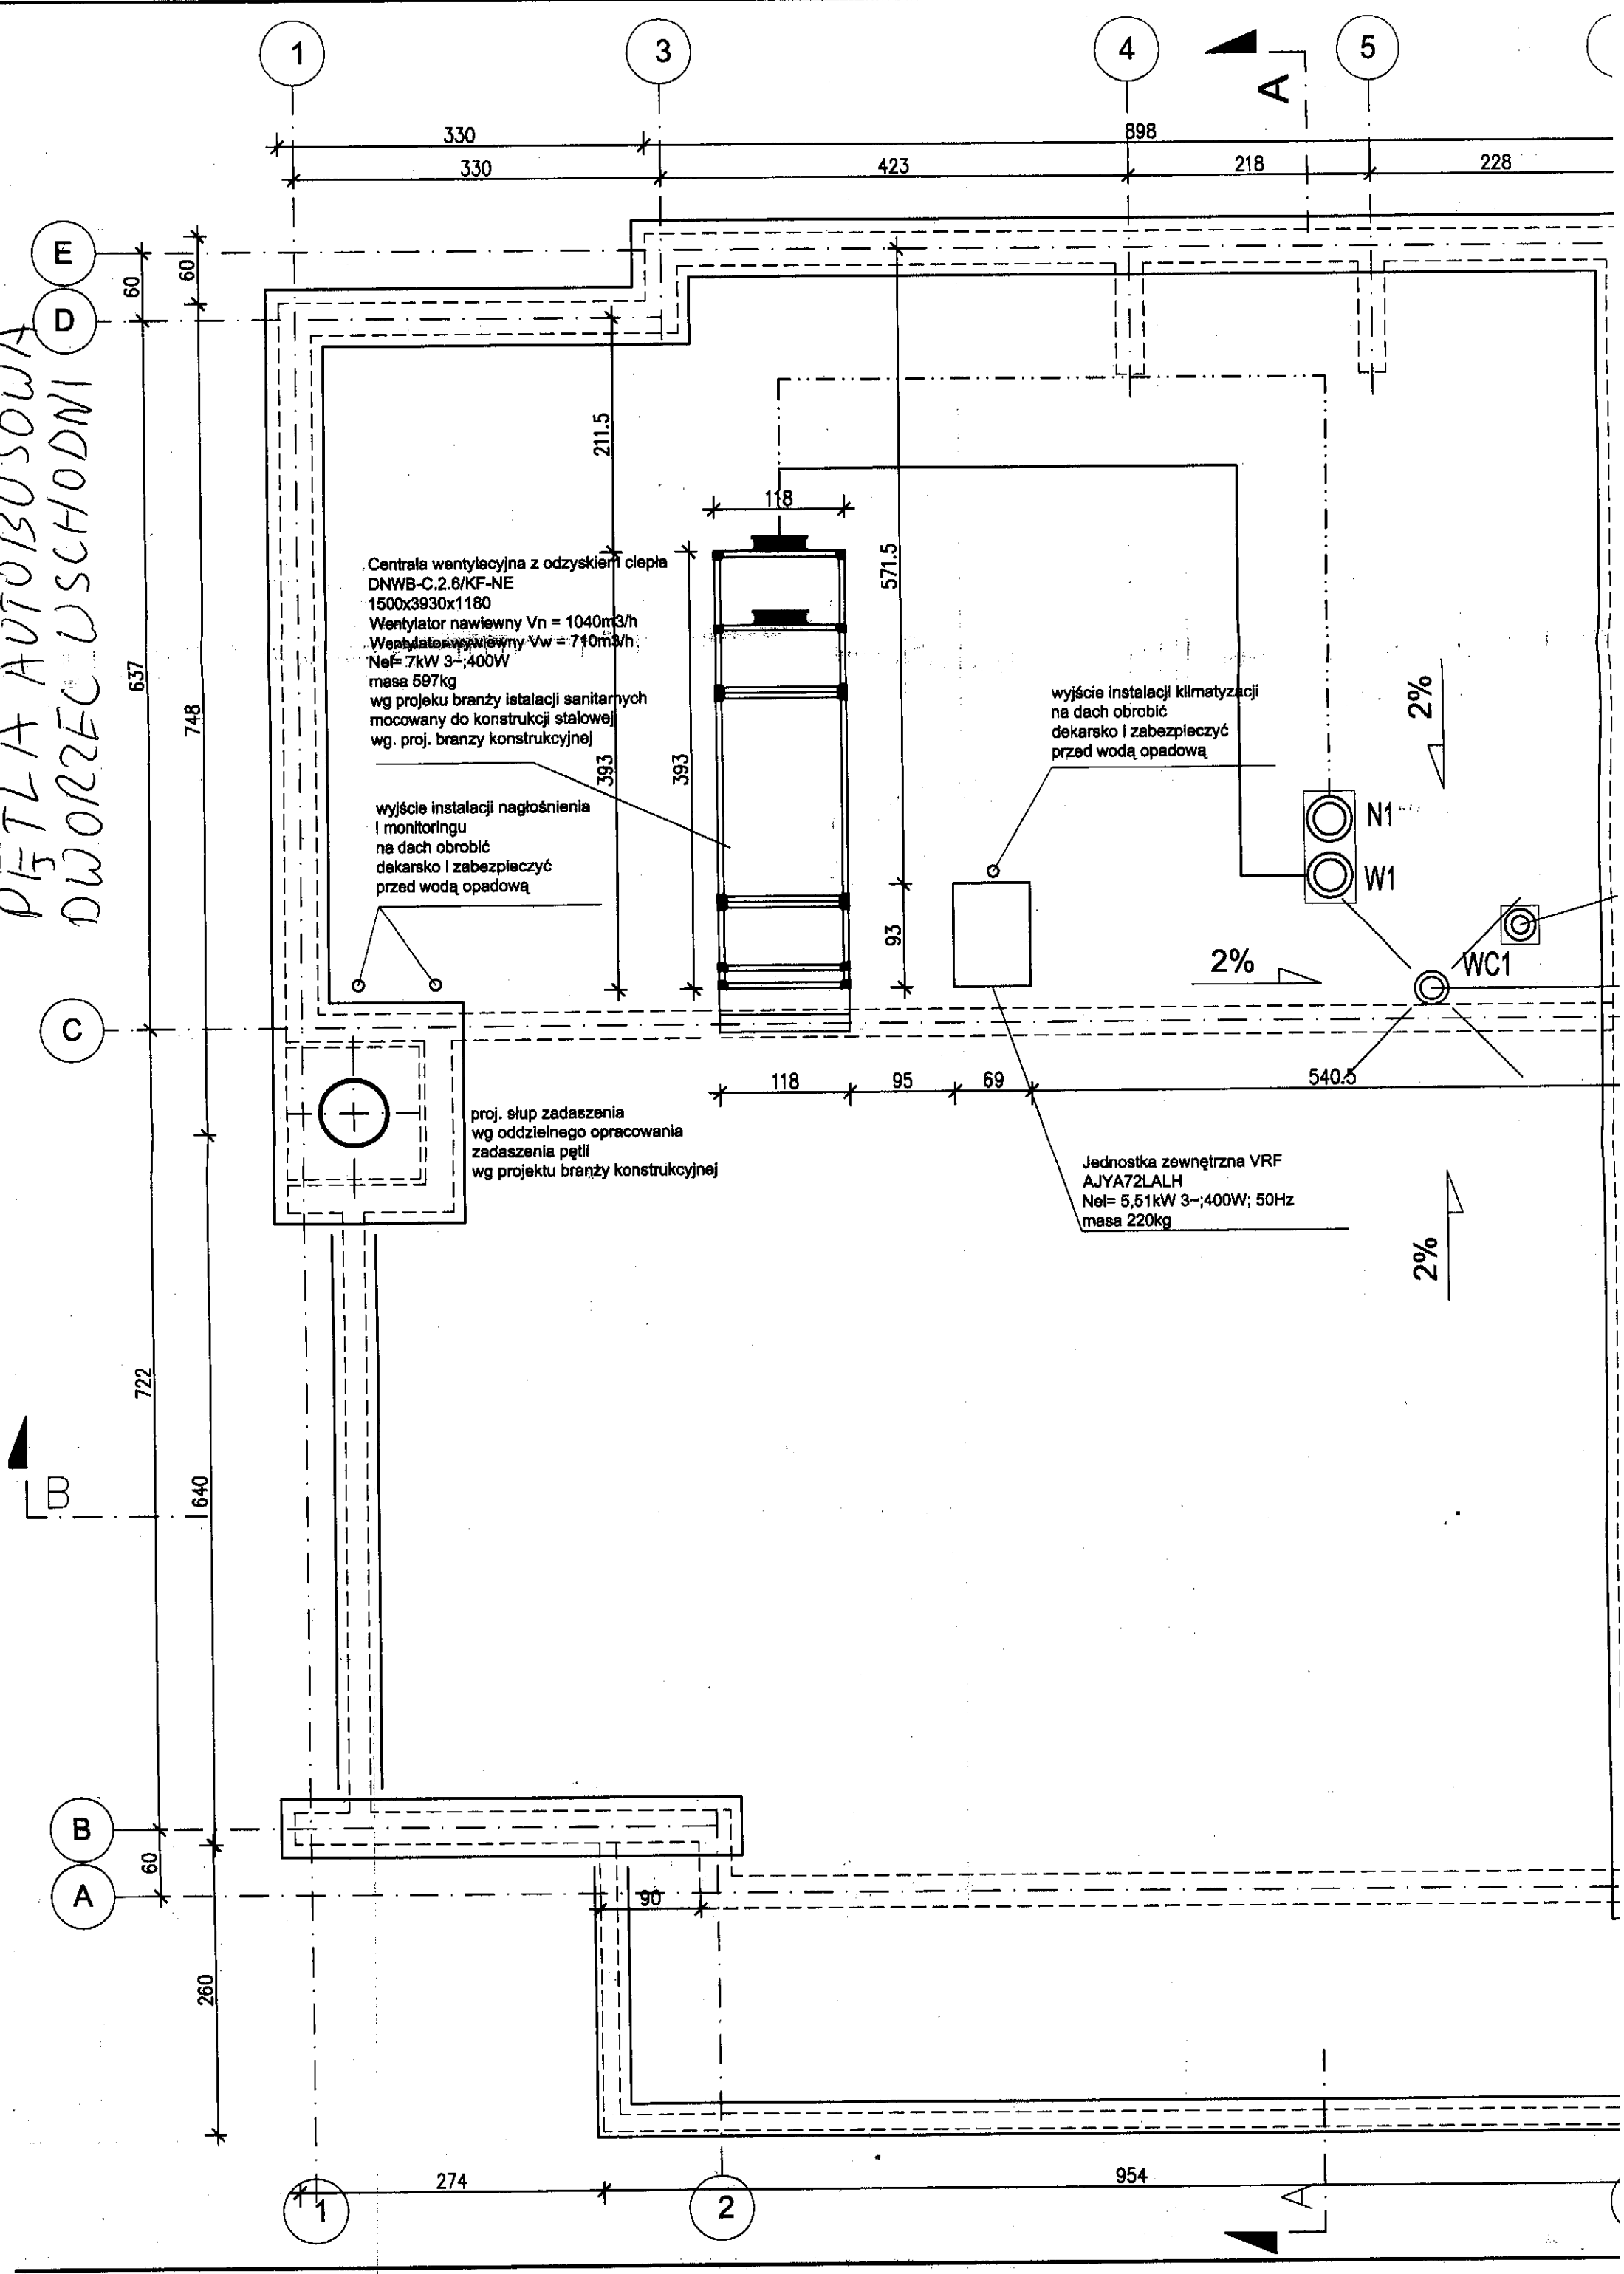 1
3
4
5
A
330
898
330
423
218
228
E
60
60
D
PĘTLA AUTOBUSOWA
DWORZEC WSCHODNI
637
748
211.5
118
571.5
Centrala wentylacyjna z odzyskiem ciepła
DNWB-C.2.6/KF-NE
1500x3930x1180
Wentylator nawiewny Vn = 1040m3/h
Wentylator wywiewny Vw = 710m3/h
Nel= 7kW 3~;400W
masa 597kg
wg projeku branży istalacji sanitarnych
mocowany do konstrukcji stalowej
wg. proj. branzy konstrukcyjnej
393
393
wyjście instalacji nagłośnienia
i monitoringu
na dach obrobić
dekarsko i zabezpieczyć
przed wodą opadową
wyjście instalacji klimatyzacji
na dach obrobić
dekarsko i zabezpieczyć
przed wodą opadową
2%
N1
W1
93
2%
WC1
C
118
95
69
540.5
proj. słup zadaszenia
wg oddzielnego opracowania
zadaszenia pętli
wg projektu branży konstrukcyjnej
Jednostka zewnętrzna VRF
AJYA72LALH
Nel= 5,51kW 3~;400W; 50Hz
masa 220kg
2%
722
B
640
B
60
A
90
260
274
954
1
2
A